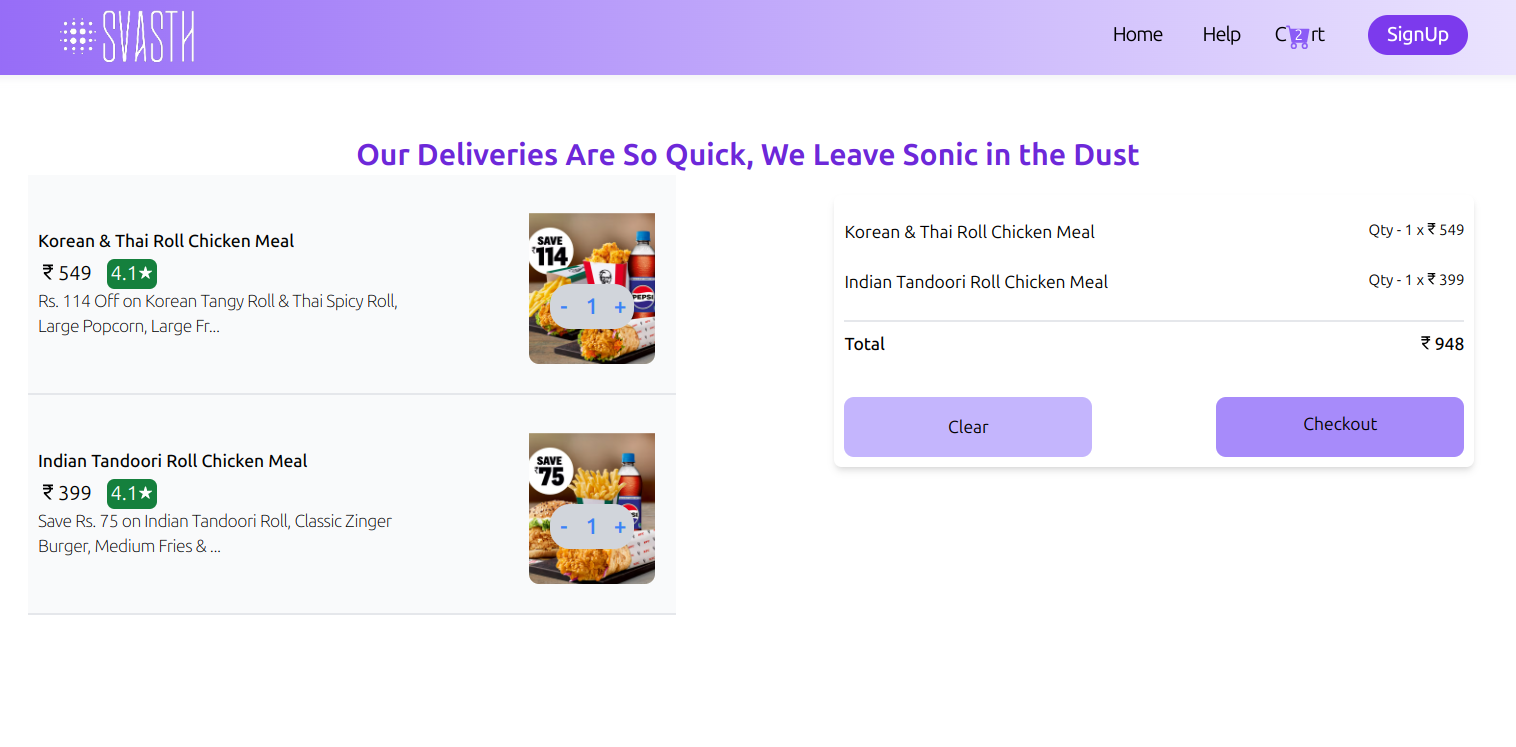 SVASTH
Home Help C 2 rt SignUp
Our Deliveries Are So Quick, We Leave Sonic in the Dust
Korean & Thai Roll Chicken Meal
₹ 549 4.1★
Rs. 114 Off on Korean Tangy Roll & Thai Spicy Roll,
Large Popcorn, Large Fr...
SAVE
₹114
PEPSI
- 1 +
Indian Tandoori Roll Chicken Meal
₹ 399 4.1★
Save Rs. 75 on Indian Tandoori Roll, Classic Zinger
Burger, Medium Fries & ...
SAVE
₹75
- 1 +
Korean & Thai Roll Chicken Meal Qty - 1 x ₹ 549
Indian Tandoori Roll Chicken Meal Qty - 1 x ₹ 399
Total ₹ 948
Clear Checkout